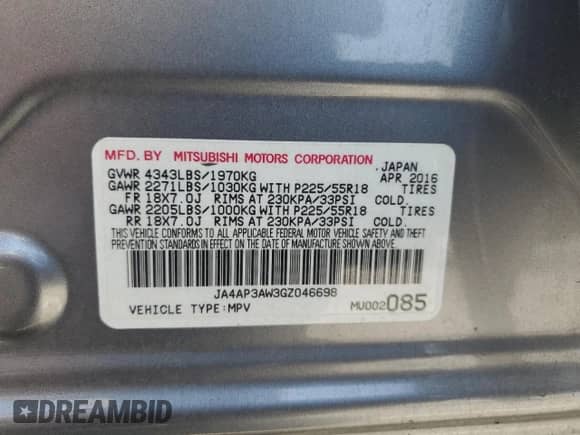 MFD. BY MITSUBISHI MOTORS CORPORATION JAPAN
GVWR 4343LBS/1970KG APR 2016
GAWR 2271LBS/1030KG WITH P225/55R18 TIRES
FR 18X7.0J RIMS AT 230KPA/33PSI COLD.
GAWR 2205LBS/1000KG WITH P225/55R18 TIRES
RR 18X7.0J RIMS AT 230KPA/33PSI COLD.
THIS VEHICLE CONFORMS TO ALL APPLICABLE FEDERAL MOTOR VEHICLE SAFETY AND THEFT
PREVENTION STANDARDS IN EFFECT ON THE DATE OF MANUFACTURE SHOWN ABOVE.
JA4AP3AW3GZ046698
VEHICLE TYPE:MPV MU002085
DREAMBID